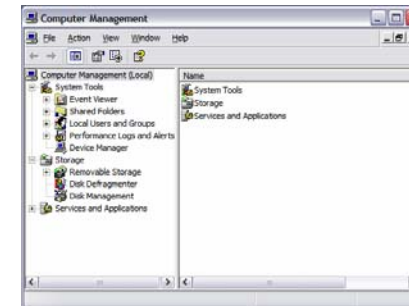 Computer Management
File Action View Window Help
Computer Management (Local)
System Tools
Event Viewer
Shared Folders
Local Users and Groups
Performance Logs and Alerts
Device Manager
Storage
Removable Storage
Disk Defragmenter
Disk Management
Services and Applications
Name
System Tools
Storage
Services and Applications